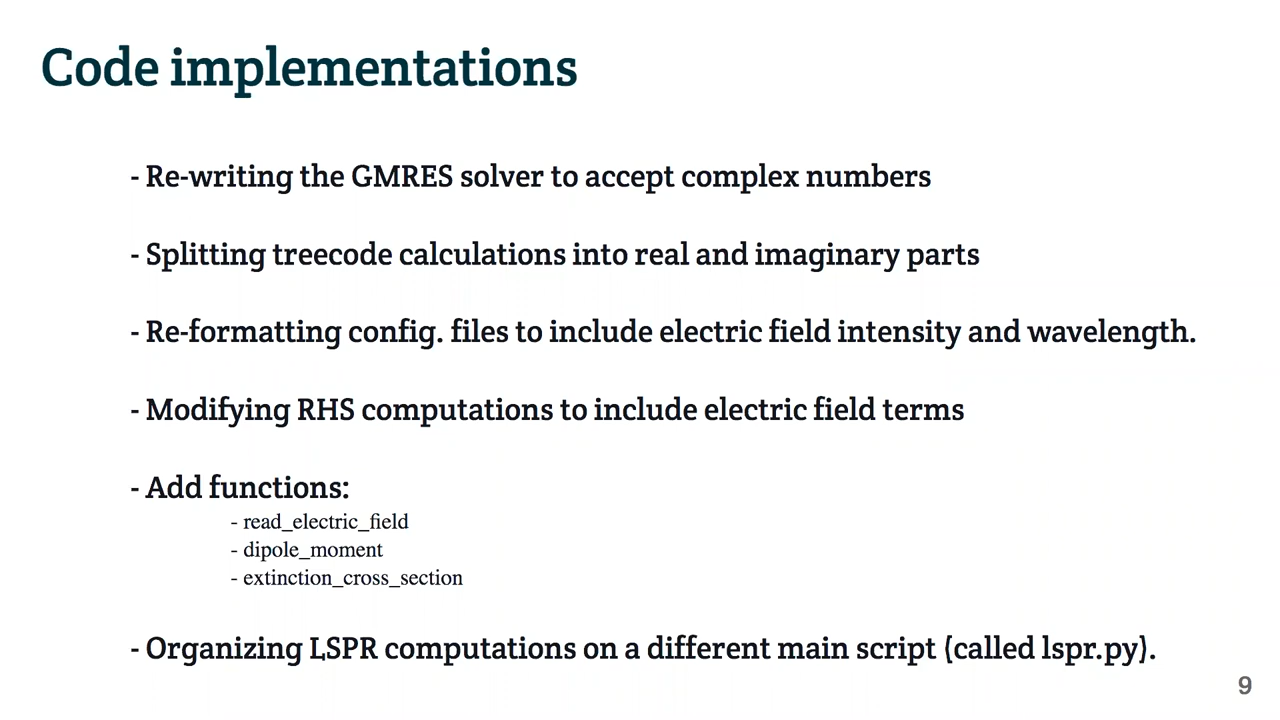 Code implementations
- Re-writing the GMRES solver to accept complex numbers
- Splitting treecode calculations into real and imaginary parts
- Re-formatting config. files to include electric field intensity and wavelength.
- Modifying RHS computations to include electric field terms
- Add functions:
- read_electric_field
- dipole_moment
- extinction_cross_section
- Organizing LSPR computations on a different main script (called lspr.py).
9